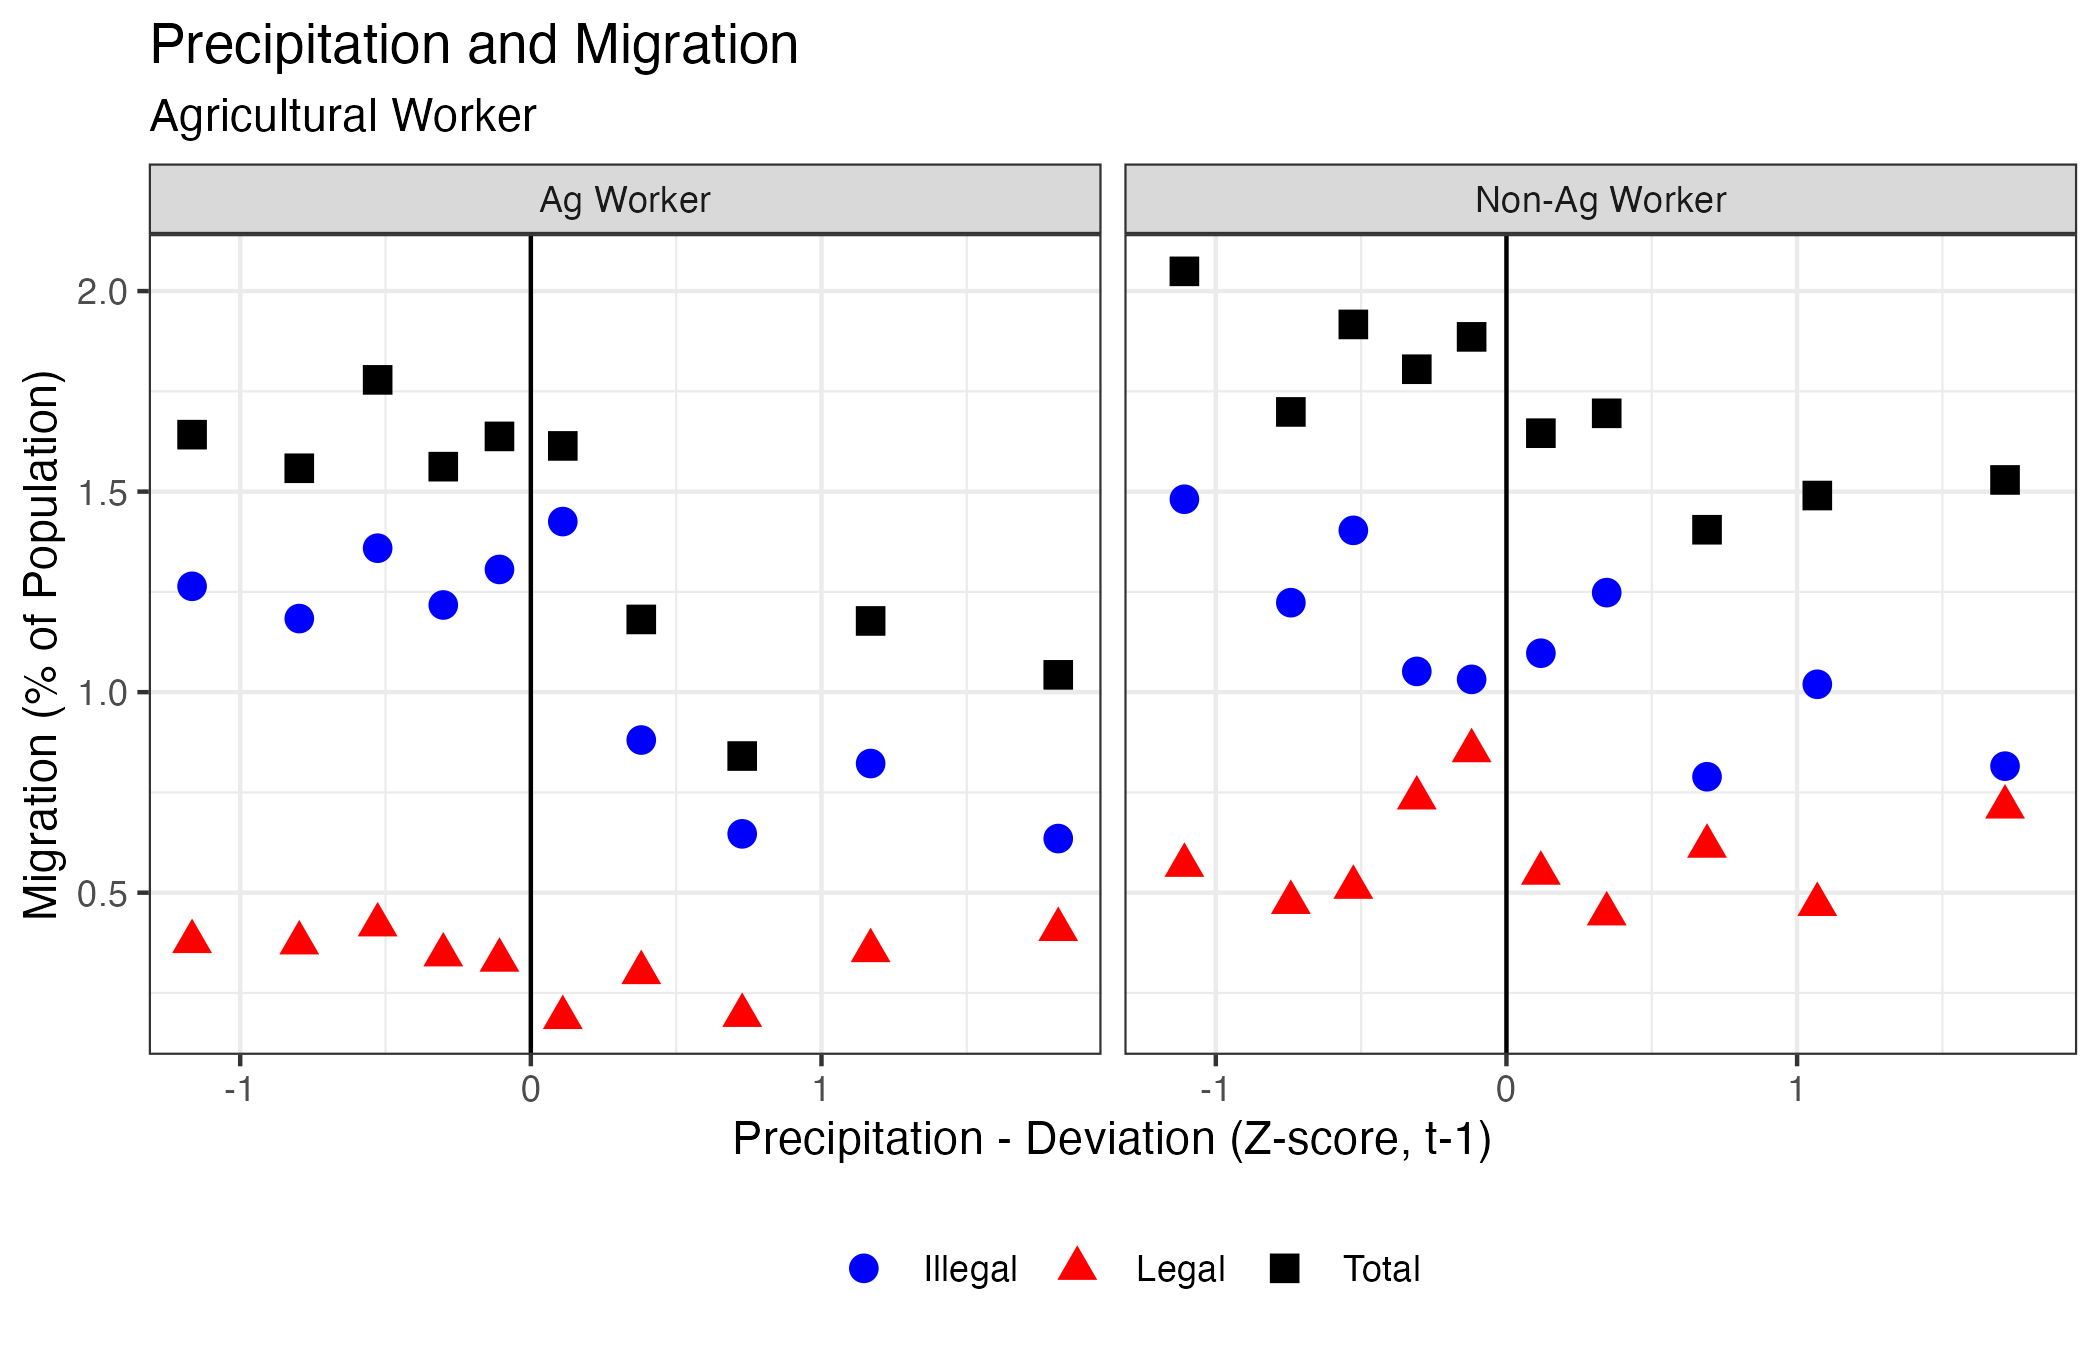 Precipitation and Migration
Agricultural Worker
Ag Worker
Non-Ag Worker
Migration (% of Population)
2.0
1.5
1.0
0.5
-1
0
1
-1
0
1
Precipitation - Deviation (Z-score, t-1)
Illegal
Legal
Total